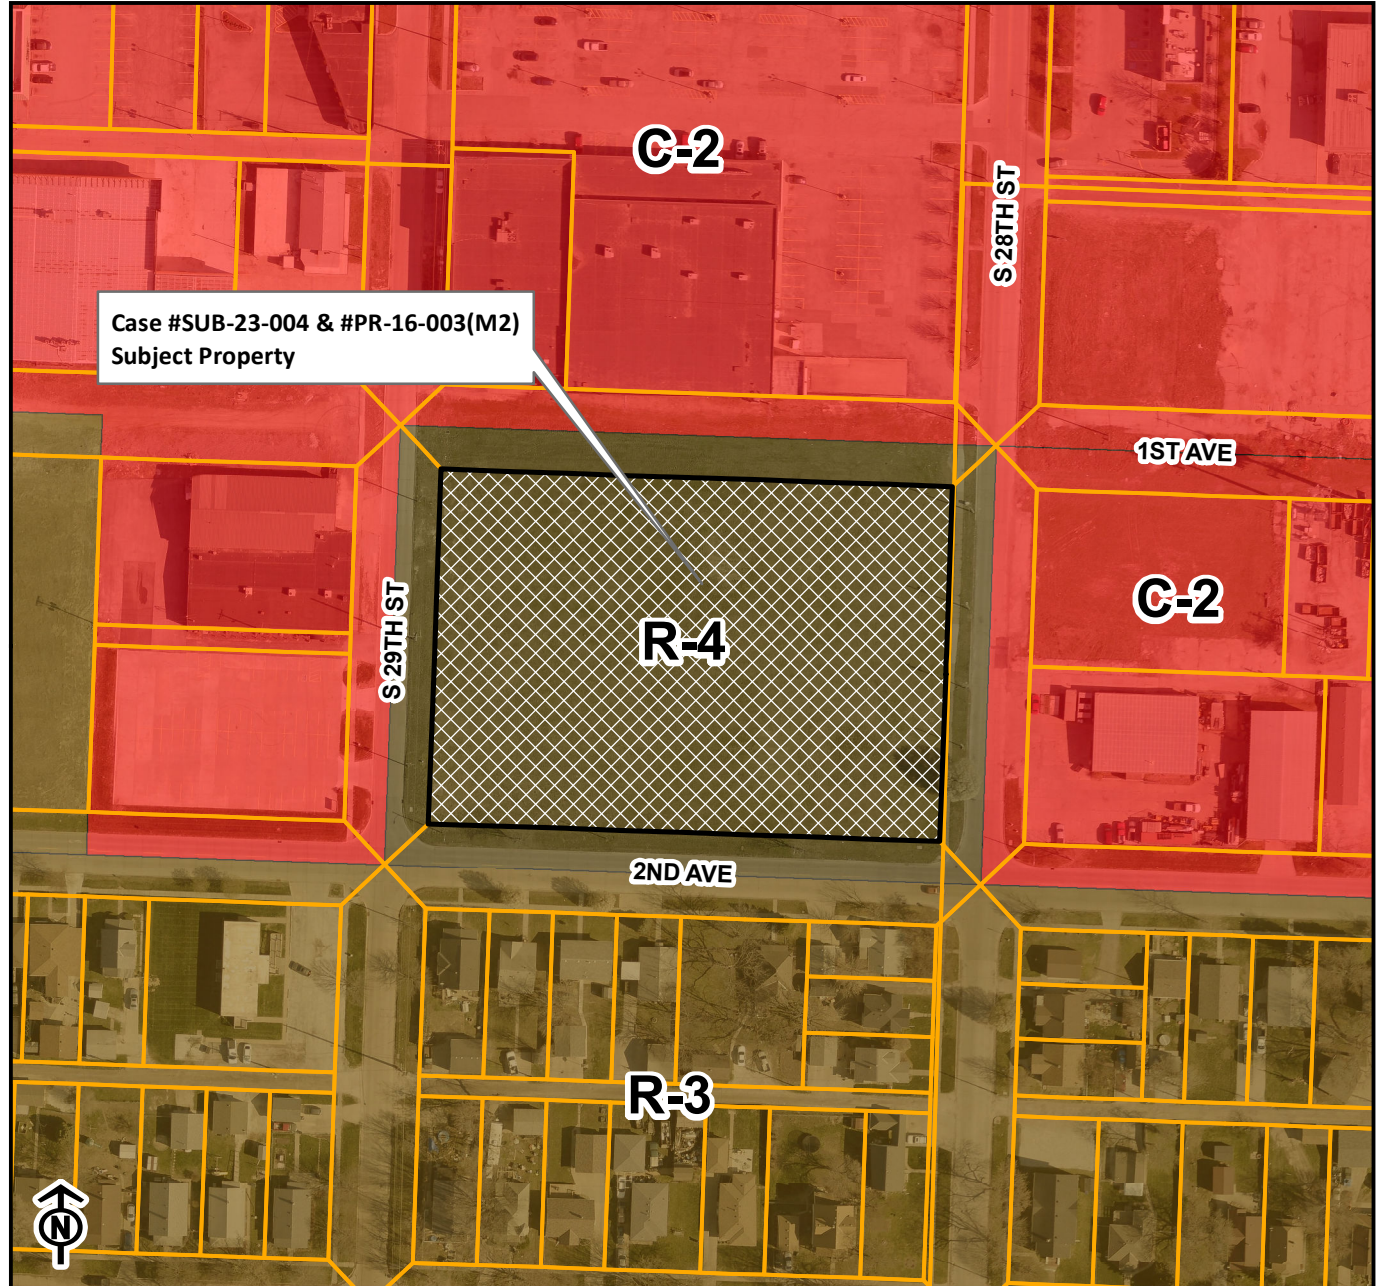 C-2
S 28TH ST
Case #SUB-23-004 & #PR-16-003(M2)
Subject Property
1ST AVE
C-2
S 29TH ST
R-4
2ND AVE
R-3
N